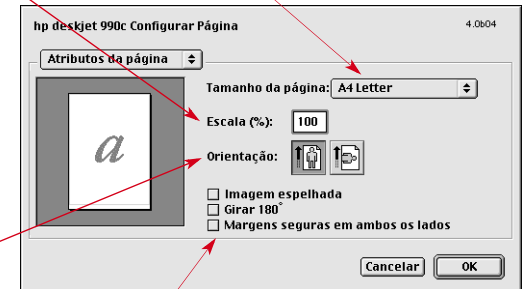 hp deskjet 990c Configurar Página 4.0b04
Atributos da página
Tamanho da página: A4 Letter
Escala (%): 100
a
Orientação:
Imagem espelhada
Girar 180°
Margens seguras em ambos os lados
Cancelar OK